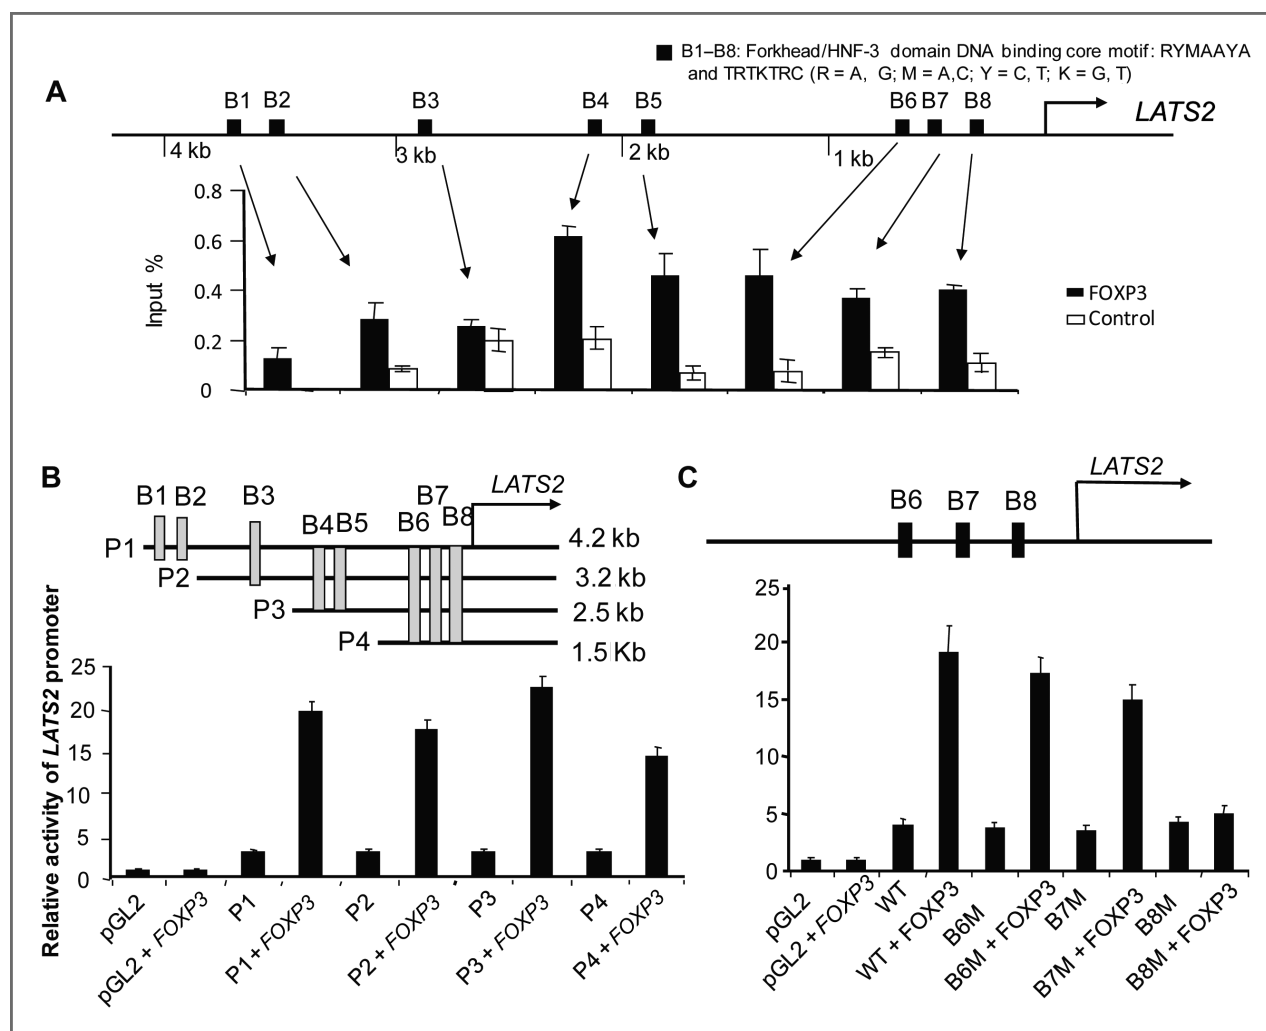 B1–B8: Forkhead/HNF-3 domain DNA binding core motif: RYMAAYA
and TRTKTRC (R = A, G; M = A,C; Y = C, T; K = G, T)
A
B1 B2 B3 B4 B5 B6 B7 B8
LATS2
4 kb 3 kb 2 kb 1 kb
Input %
0.8
0.6
0.4
0.2
0
FOXP3
Control
B
LATS2
B1 B2 B3 B4 B5 B6 B7 B8
P1 4.2 kb
P2 3.2 kb
P3 2.5 kb
P4 1.5 Kb
Relative activity of LATS2 promoter
25
20
15
10
5
0
pGL2
pGL2 + FOXP3
P1
P1 + FOXP3
P2
P2 + FOXP3
P3
P3 + FOXP3
P4
P4 + FOXP3
C
LATS2
B6 B7 B8
25
20
15
10
5
0
pGL2
pGL2 + FOXP3
WT
WT + FOXP3
B6M
B6M + FOXP3
B7M
B7M + FOXP3
B8M
B8M + FOXP3